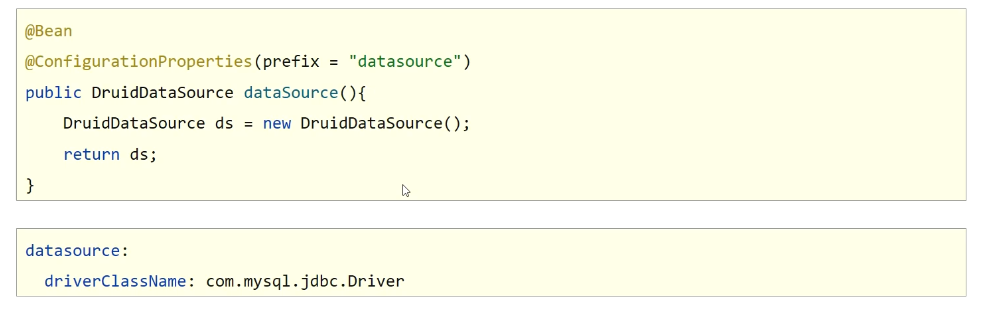 @Bean
@ConfigurationProperties(prefix = "datasource")
public DruidDataSource dataSource(){
    DruidDataSource ds = new DruidDataSource();
    return ds;
}
datasource:
  driverClassName: com.mysql.jdbc.Driver